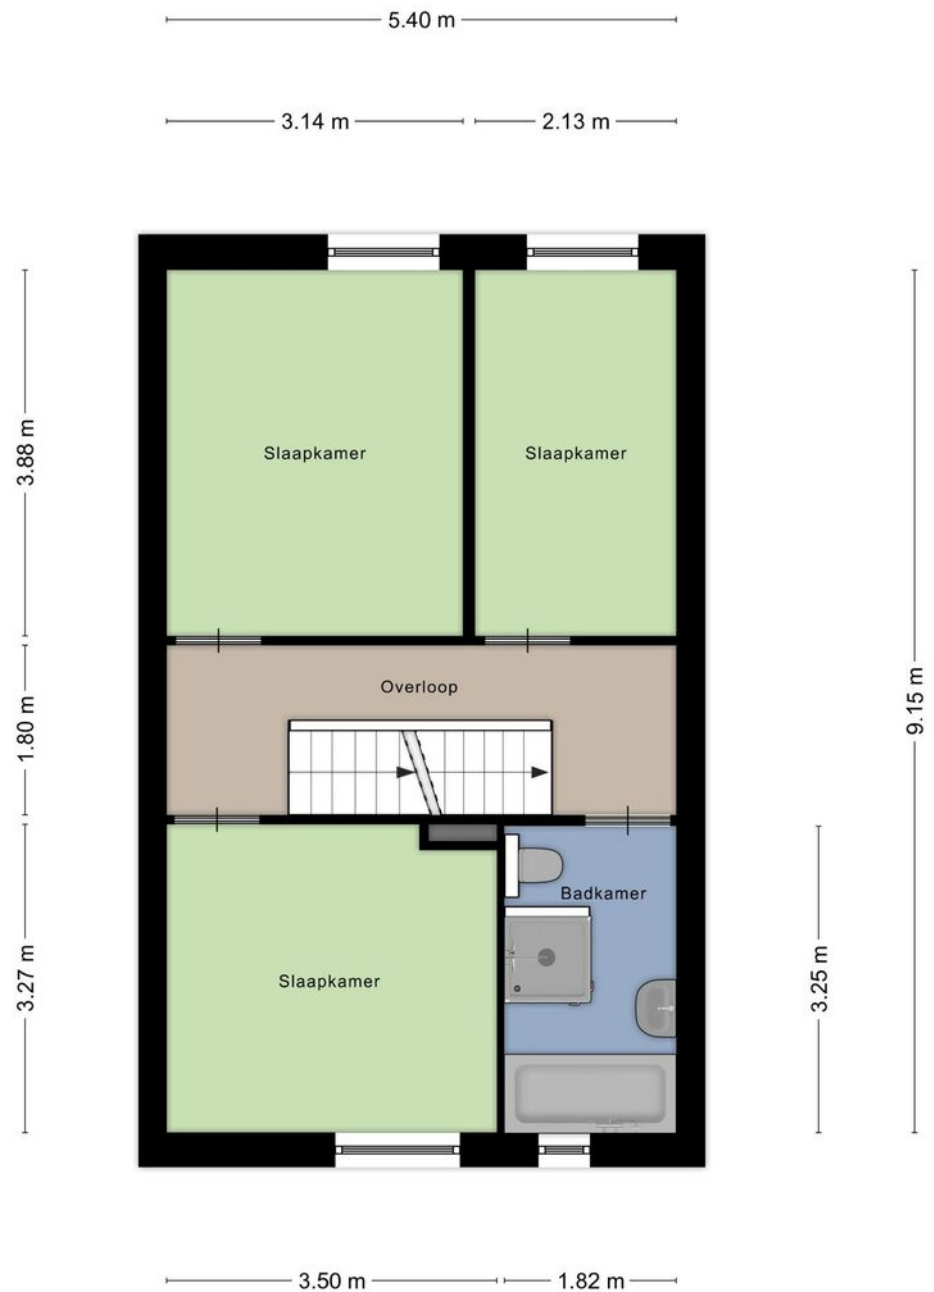 5.40 m
3.14 m
2.13 m
3.88 m
Slaapkamer
Slaapkamer
9.15 m
1.80 m
Overloop
3.27 m
Slaapkamer
Badkamer
3.25 m
3.50 m
1.82 m